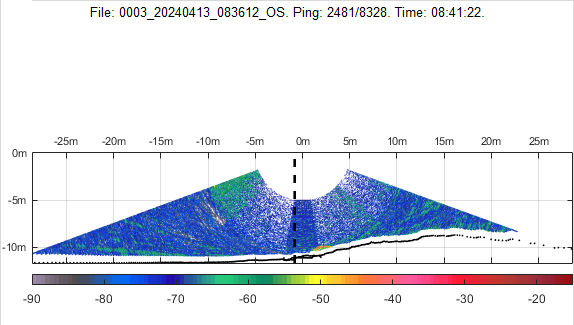 File: 0003_20240413_083612_OS. Ping: 2481/8328. Time: 08:41:22.
-25m -20m -15m -10m -5m 0m 5m 10m 15m 20m 25m
0m
-5m
-10m
-90 -80 -70 -60 -50 -40 -30 -20